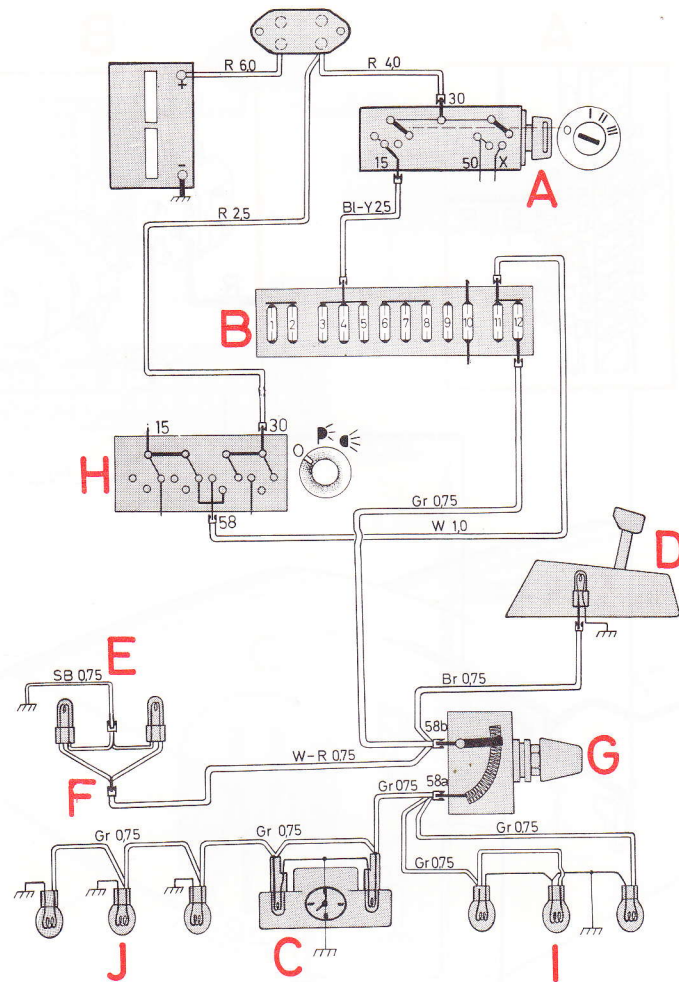 R 6,0
R 4,0
+
30
I II III
O
−
15
50 X
A
R 2,5
Bl-Y 2,5
B
1 2 3 4 5 6 7 8 9 10 11 12
15
30
O
H
58
Gr 0,75
W 1,0
D
E
SB 0,75
Br 0,75
58b
W-R 0,75
F
G
58a
Gr 0,75
Gr 0,75
Gr 0,75
Gr 0,75
Gr 0,75
J
C
I